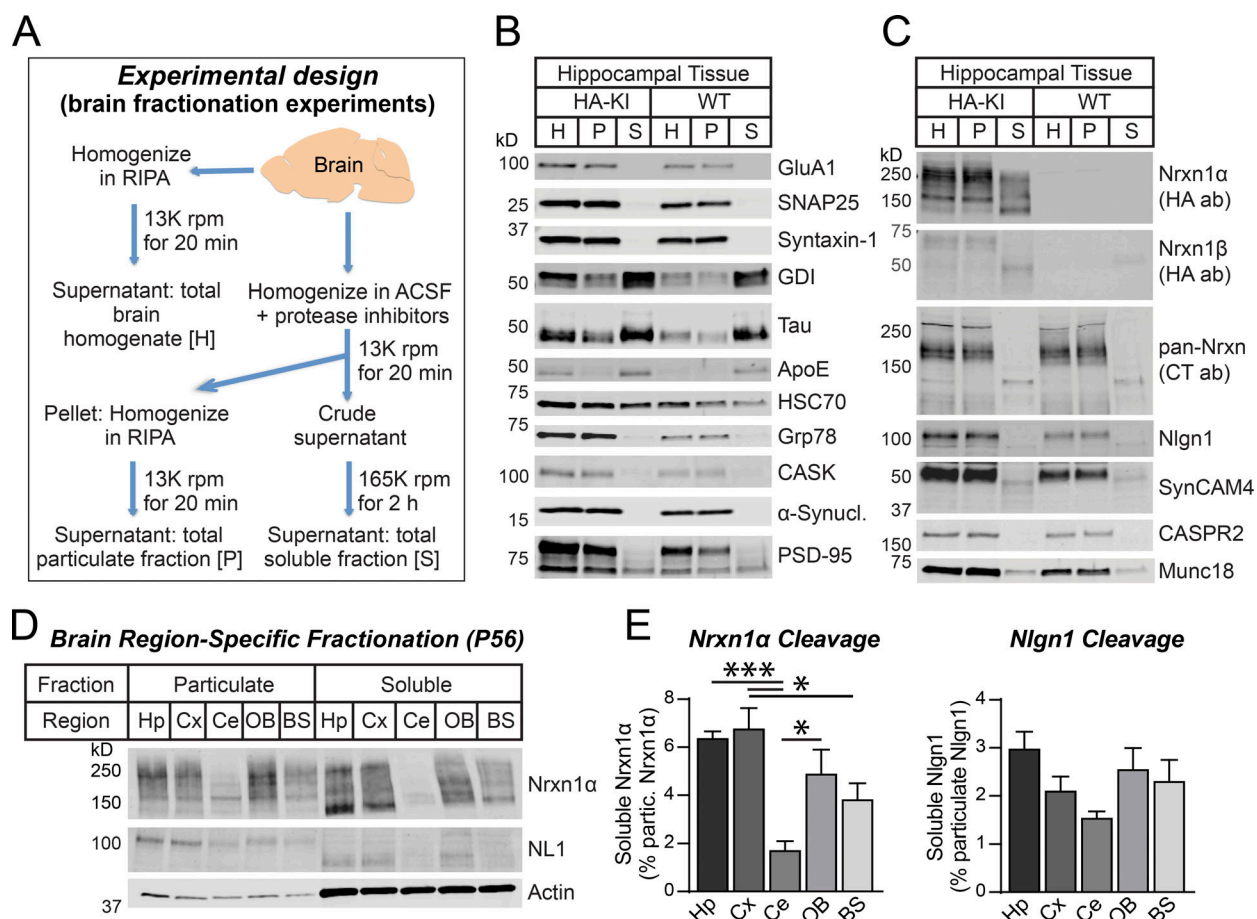 A
Experimental design
(brain fractionation experiments)
Homogenize
in RIPA
Brain
13K rpm
for 20 min
Supernatant: total
brain
homogenate [H]
Homogenize in ACSF
+ protease inhibitors
13K rpm
for 20 min
Pellet: Homogenize
in RIPA
Crude
supernatant
13K rpm
for 20 min
165K rpm
for 2 h
Supernatant: total
particulate fraction [P]
Supernatant: total
soluble fraction [S]
B
Hippocampal Tissue
HA-KI WT
H P S H P S
kD
100 GluA1
25 SNAP25
37 Syntaxin-1
50 GDI
50 Tau
ApoE
75 HSC70
75 Grp78
100 CASK
15 α-Synucl.
75 PSD-95
C
Hippocampal Tissue
HA-KI WT
H P S H P S
kD
250 Nrxn1α
150 (HA ab)
75 Nrxn1β
50 (HA ab)
250 pan-Nrxn
150 (CT ab)
100 Nlgn1
50 SynCAM4
37
150 CASPR2
75 Munc18
D
Brain Region-Specific Fractionation (P56)
Fraction Particulate Soluble
Region Hp Cx Ce OB BS Hp Cx Ce OB BS
kD
250 Nrxn1α
150
100 NL1
37 Actin
E
Nrxn1α Cleavage
*** * *
Soluble Nrxn1α
(% partic. Nrxn1α)
8
6
4
2
0
Hp Cx Ce OB BS
Nlgn1 Cleavage
Soluble Nlgn1
(% particulate Nlgn1)
4
3
2
1
0
Hp Cx Ce OB BS